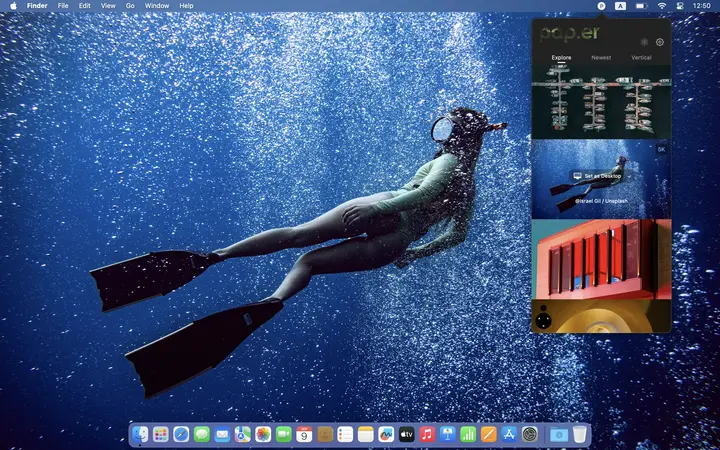 Finder File Edit View Go Window Help
A
12:50
pap.er
Explore Newest Vertical
5K
Set as Desktop
@Israel Gil / Unsplash
9
tv